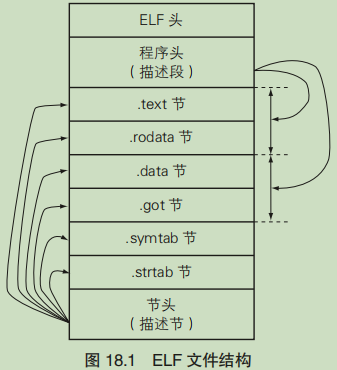 ELF 头
程序头
（描述段）
.text 节
.rodata 节
.data 节
.got 节
.symtab 节
.strtab 节
节头
（描述节）
图 18.1 ELF 文件结构